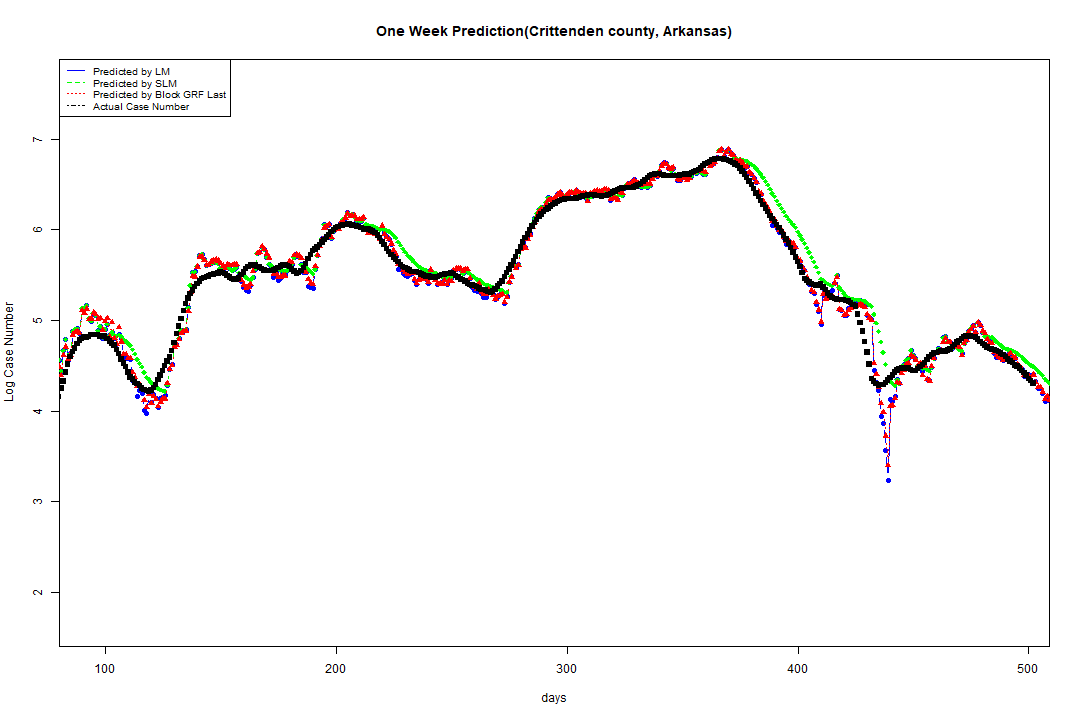 One Week Prediction(Crittenden county, Arkansas)
Predicted by LM
Predicted by SLM
Predicted by Block GRF Last
Actual Case Number
7
6
5
4
3
2
Log Case Number
100 200 300 400 500
days